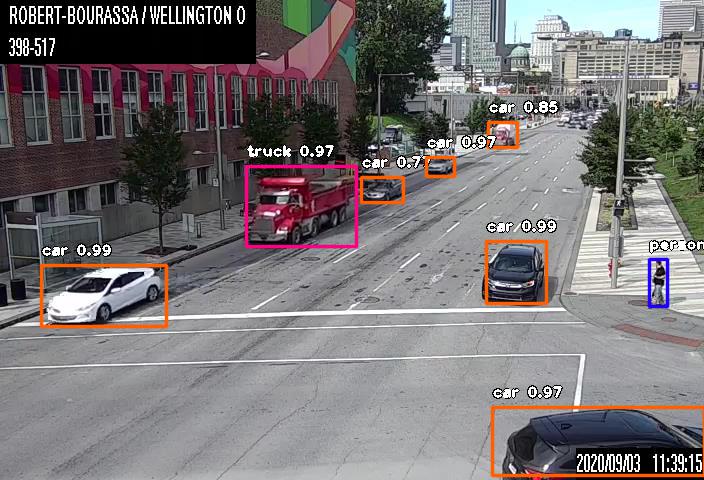 ROBERT-BOURASSA / WELLINGTON O
398-517
car 0.85
car 0.97
truck 0.97
car 0.7
car 0.99
car 0.99
person
car 0.97
2020/09/03 11:39:15